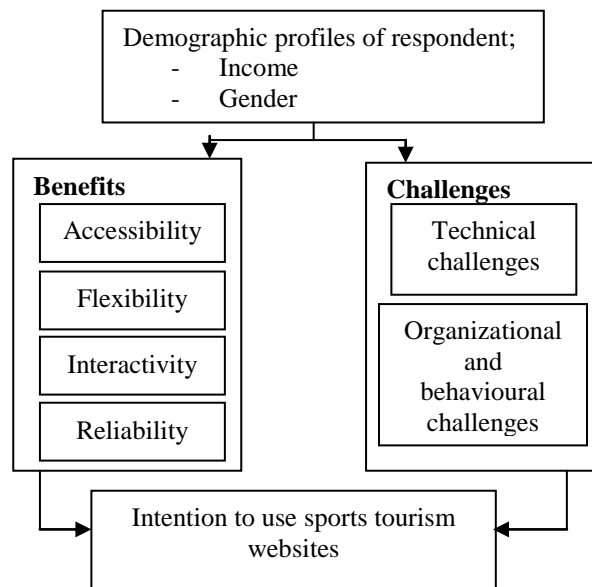 Demographic profiles of respondent;
- Income
- Gender
Benefits
Accessibility
Flexibility
Interactivity
Reliability
Challenges
Technical
challenges
Organizational
and
behavioural
challenges
Intention to use sports tourism
websites